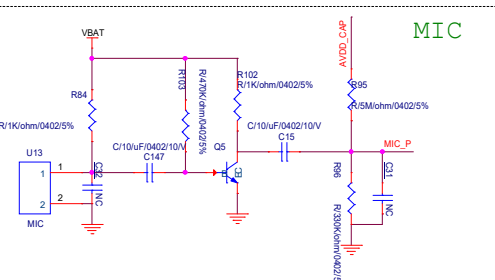 MIC
VBAT
AVDD_CAP
R84
R/1K/ohm/0402/5%
R103
R/470K/ohm/0402/5%
R102
R/1K/ohm/0402/5%
R95
R/5M/ohm/0402/5%
U13
1
1
2
2
MIC
C32
NC
C/10/uF/0402/10/V
C147
Q5
C/10/uF/0402/10/V
C15
MIC_P
R96
R/330K/ohm/0402/5
C31
NC